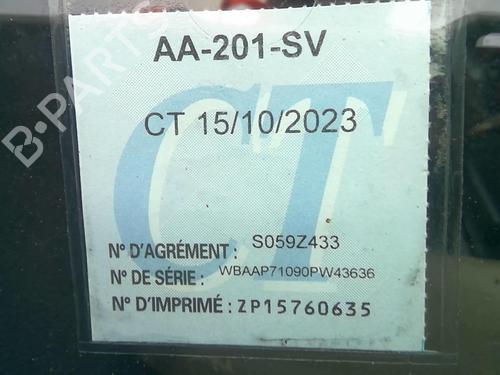 AA-201-SV
CT 15/10/2023
CT
N° D'AGRÉMENT : S059Z433
N° DE SÉRIE : WBAAP71090PW43636
N° D'IMPRIMÉ : ZP15760635
B-PARTS